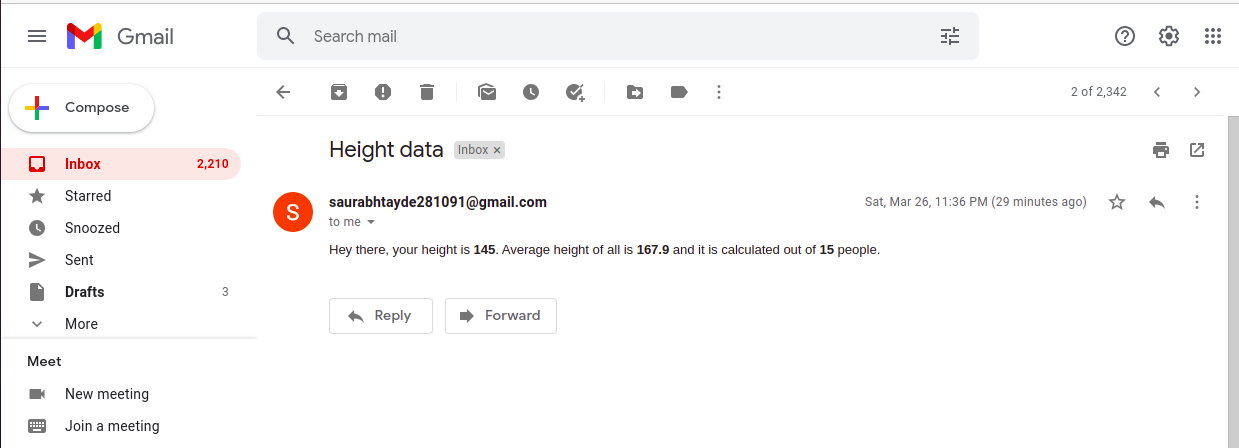 Gmail
Search mail
Compose
2 of 2,342
Height data Inbox ×
Inbox 2,210
Starred
Snoozed
Sent
Drafts 3
More
S
saurabhtayde281091@gmail.com Sat, Mar 26, 11:36 PM (29 minutes ago)
to me
Hey there, your height is 145. Average height of all is 167.9 and it is calculated out of 15 people.
Reply Forward
Meet
New meeting
Join a meeting